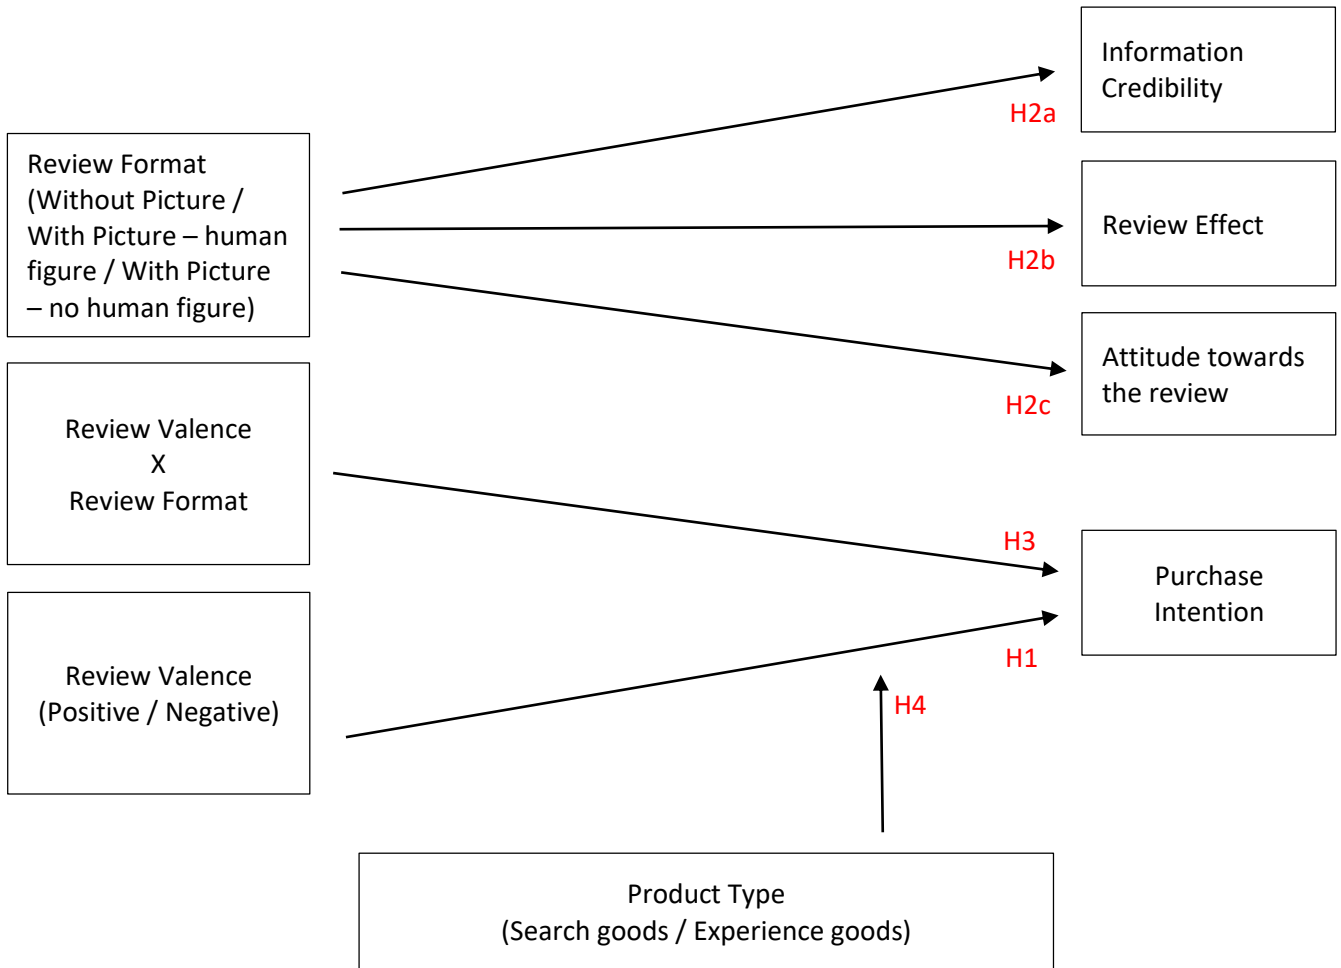 Information
Credibility
H2a
Review Format
(Without Picture /
With Picture – human
figure / With Picture
– no human figure)
Review Effect
H2b
Attitude towards
the review
H2c
Review Valence
X
Review Format
H3
Purchase
Intention
H1
Review Valence
(Positive / Negative)
H4
Product Type
(Search goods / Experience goods)